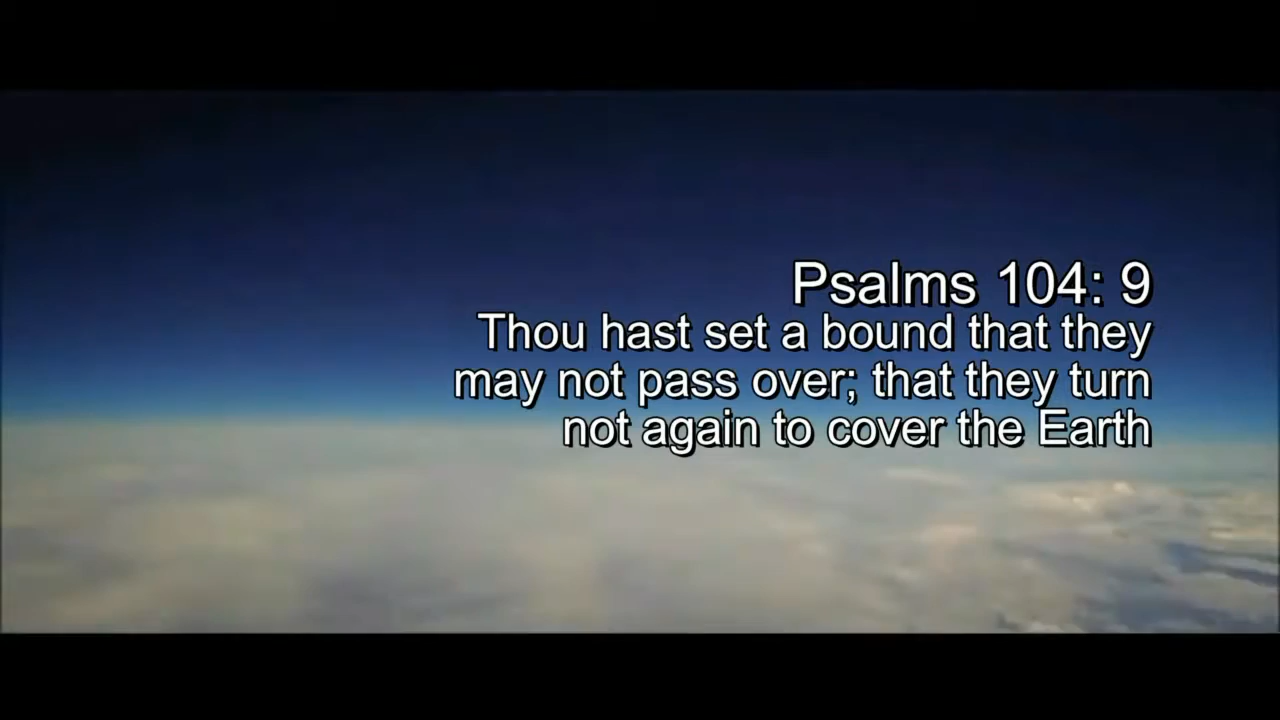 Psalms 104: 9
Thou hast set a bound that they
may not pass over; that they turn
not again to cover the Earth